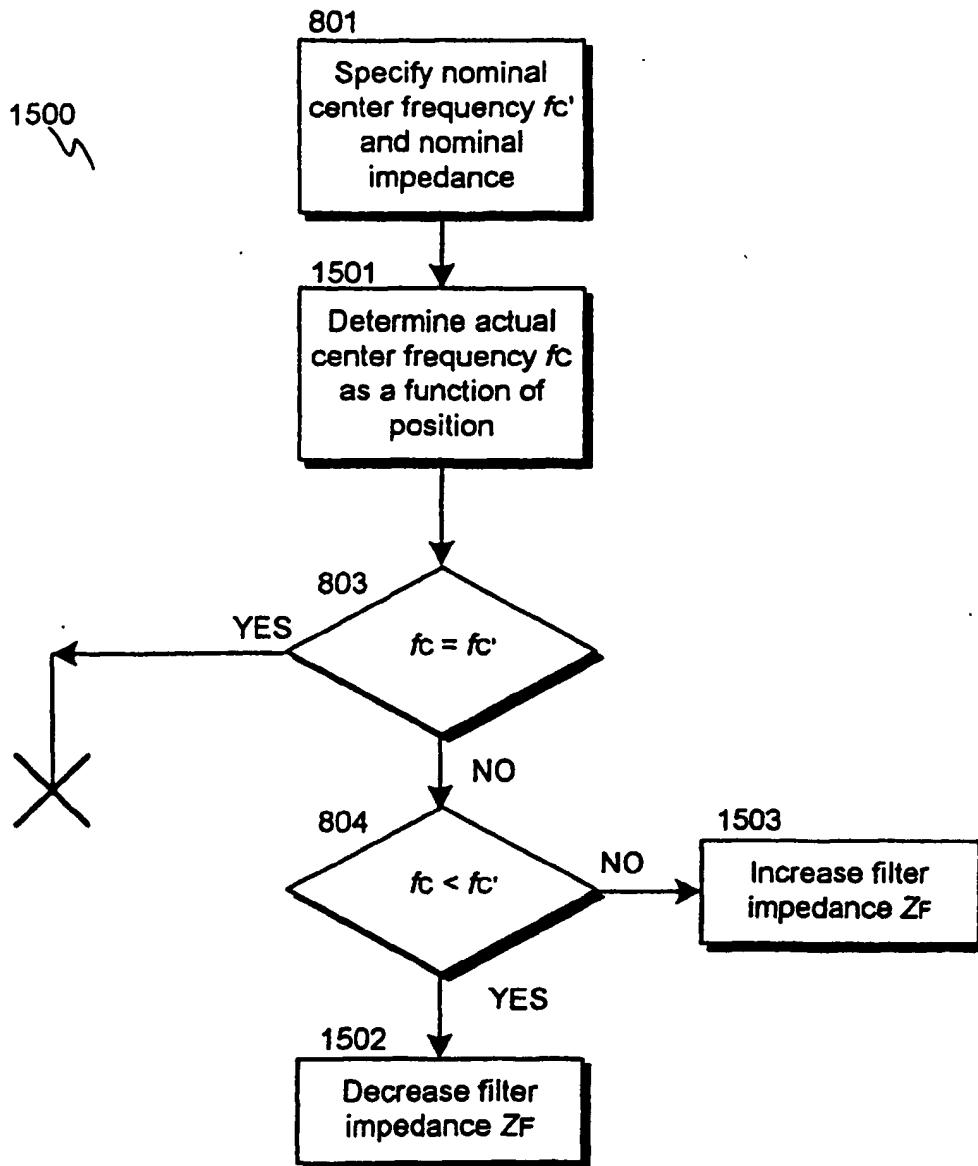 801
Specify nominal
center frequency fc'
and nominal
impedance
1500
1501
Determine actual
center frequency fc
as a function of
position
803
YES
fc = fc'
NO
804
fc < fc'
NO
1503
Increase filter
impedance ZF
YES
1502
Decrease filter
impedance ZF